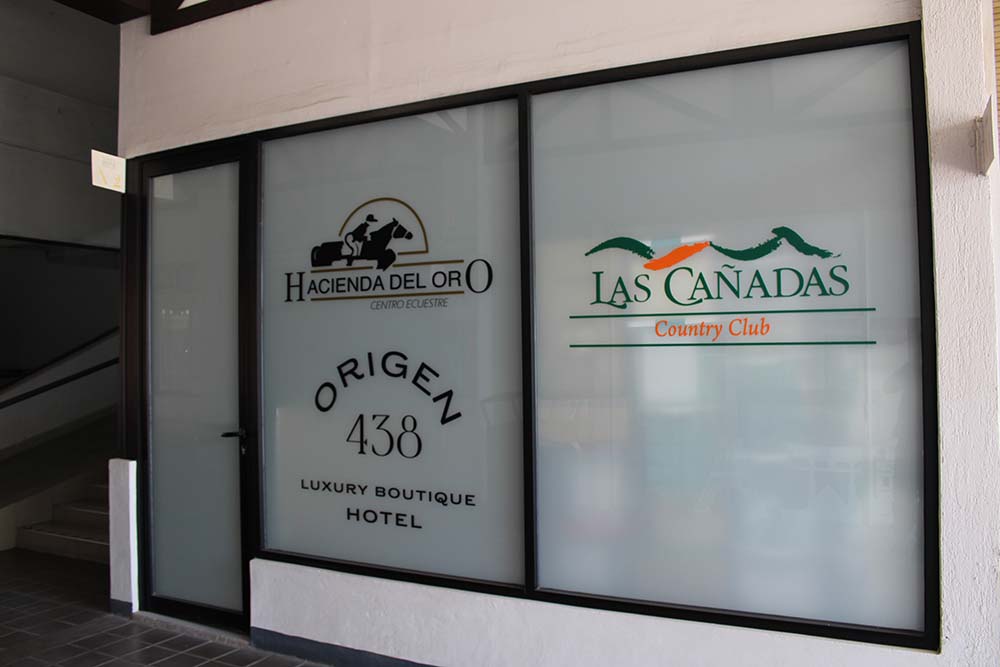 HACIENDA DEL ORO
CENTRO ECUESTRE
ORIGEN
438
LUXURY BOUTIQUE
HOTEL
LAS CAÑADAS
Country Club